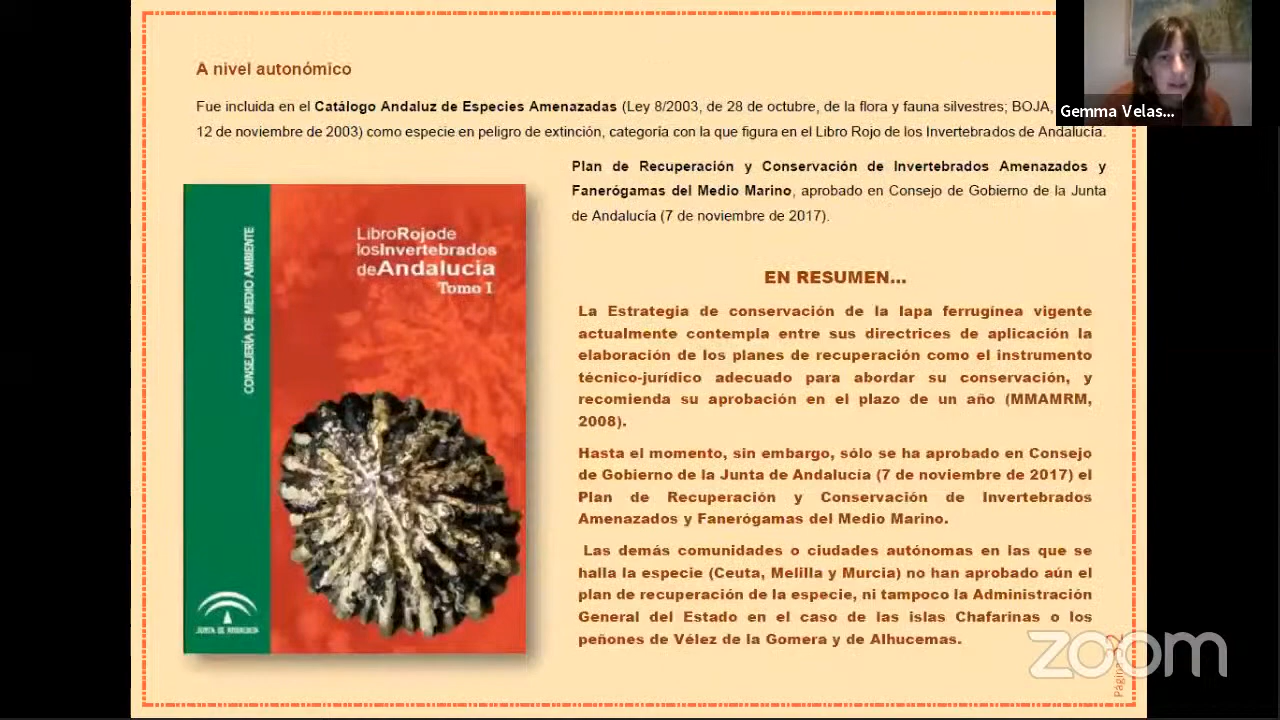 A nivel autonómico
Fue incluida en el Catálogo Andaluz de Especies Amenazadas (Ley 8/2003, de 28 de octubre, de la flora y fauna silvestres; BOJA,
12 de noviembre de 2003) como especie en peligro de extinción, categoría con la que figura en el Libro Rojo de los Invertebrados de Andalucía.
Gemma Velas...
Plan de Recuperación y Conservación de Invertebrados Amenazados y
Fanerógamas del Medio Marino, aprobado en Consejo de Gobierno de la Junta
de Andalucía (7 de noviembre de 2017).
CONSEJERÍA DE MEDIO AMBIENTE
LibroRojode
losInvertebrados
deAndalucia
Tomo I
JUNTA DE ANDALUCIA
EN RESUMEN...
La Estrategia de conservación de la lapa ferrugínea vigente
actualmente contempla entre sus directrices de aplicación la
elaboración de los planes de recuperación como el instrumento
técnico-jurídico adecuado para abordar su conservación, y
recomienda su aprobación en el plazo de un año (MMAMRM,
2008).
Hasta el momento, sin embargo, sólo se ha aprobado en Consejo
de Gobierno de la Junta de Andalucía (7 de noviembre de 2017) el
Plan de Recuperación y Conservación de Invertebrados
Amenazados y Fanerógamas del Medio Marino.
Las demás comunidades o ciudades autónomas en las que se
halla la especie (Ceuta, Melilla y Murcia) no han aprobado aún el
plan de recuperación de la especie, ni tampoco la Administración
General del Estado en el caso de las islas Chafarinas o los
peñones de Vélez de la Gomera y de Alhucemas.
Página 32
zoom